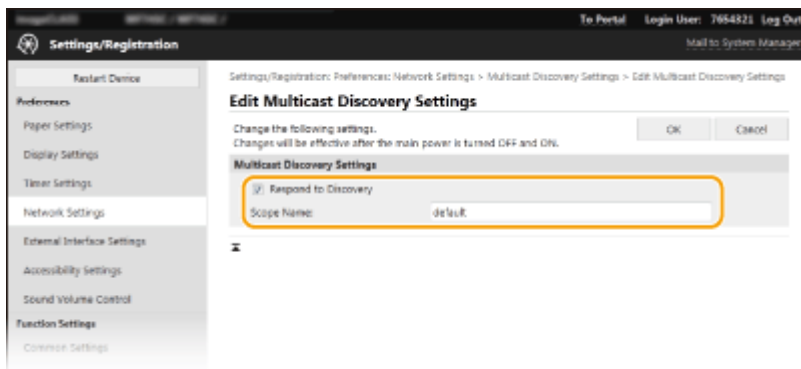 To Portal Login User: 7654321 Log Out
Settings/Registration
Mail to System Manager
Restart Device
Preferences
Paper Settings
Display Settings
Timer Settings
Network Settings
External Interface Settings
Accessibility Settings
Sound Volume Control
Function Settings
Common Settings
Settings/Registration: Preferences: Network Settings > Multicast Discovery Settings > Edit Multicast Discovery Settings
Edit Multicast Discovery Settings
Change the following settings.
Changes will be effective after the main power is turned OFF and ON.
OK Cancel
Multicast Discovery Settings
Respond to Discovery
Scope Name: default